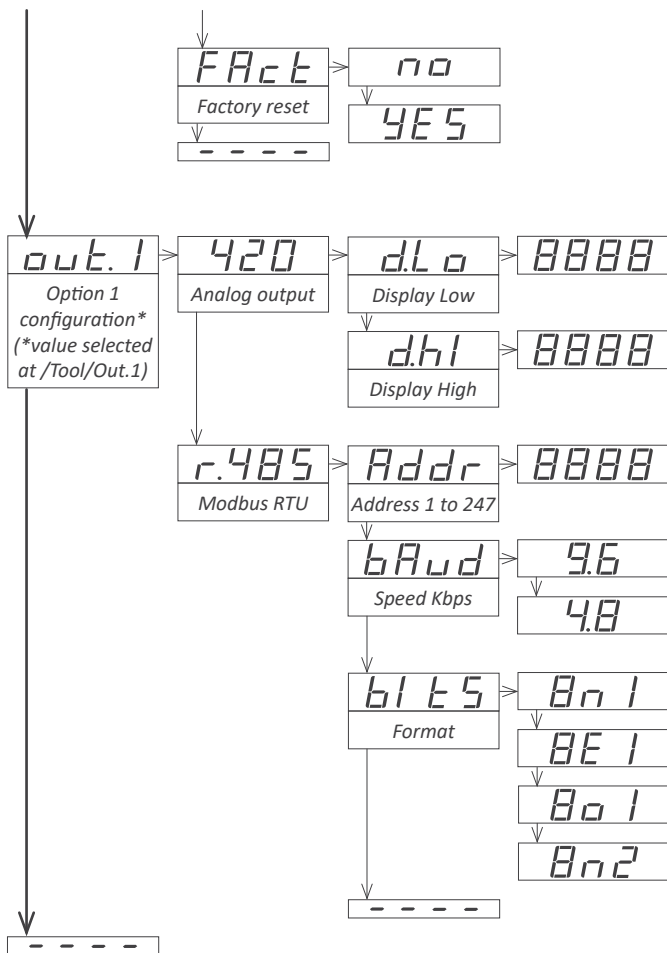 FAct
no
Factory reset
YES
- - - -
out.1
420
d.Lo
8888
Option 1
configuration*
(*value selected
at /Tool/Out.1)
Analog output
Display Low
d.hI
8888
Display High
r.485
Addr
8888
Modbus RTU
Address 1 to 247
bAud
9.6
Speed Kbps
4.8
bItS
8n1
Format
8E1
8o1
8n2
- - - -
- - - -